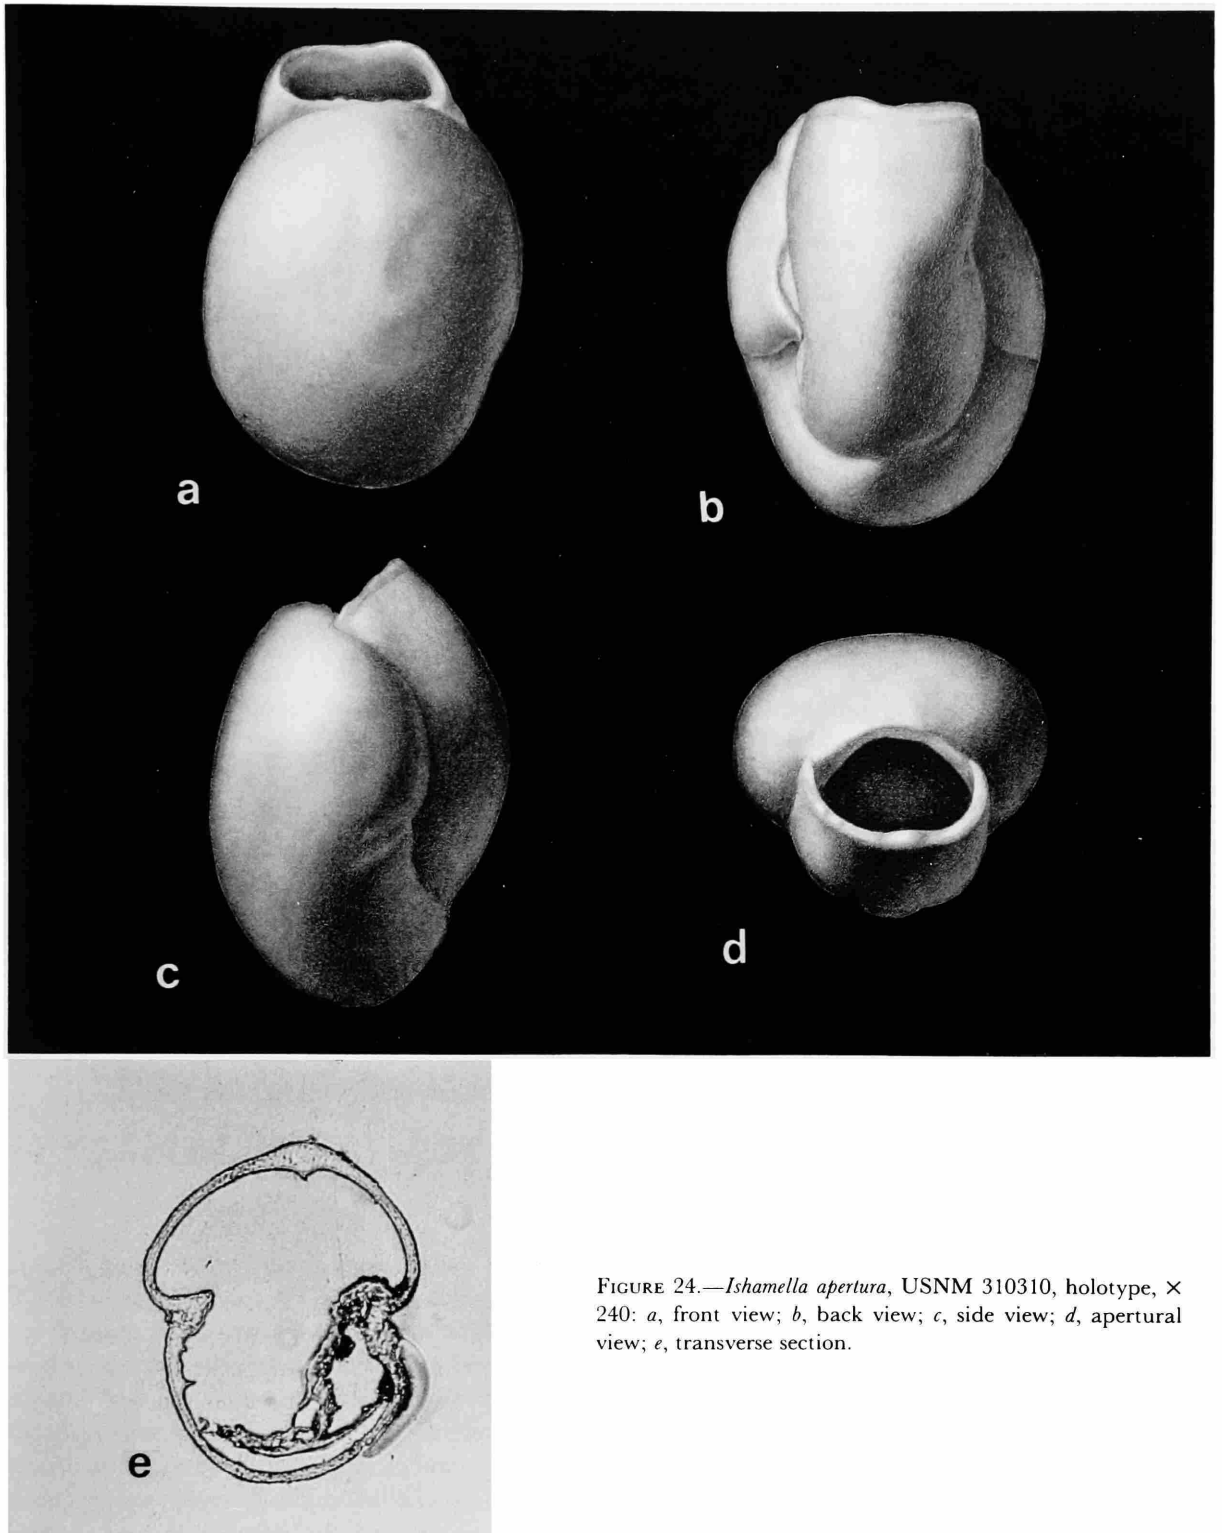 a
b
c
d
e
FIGURE 24.—Ishamella apertura, USNM 310310, holotype, ×
240: a, front view; b, back view; c, side view; d, apertural
view; e, transverse section.